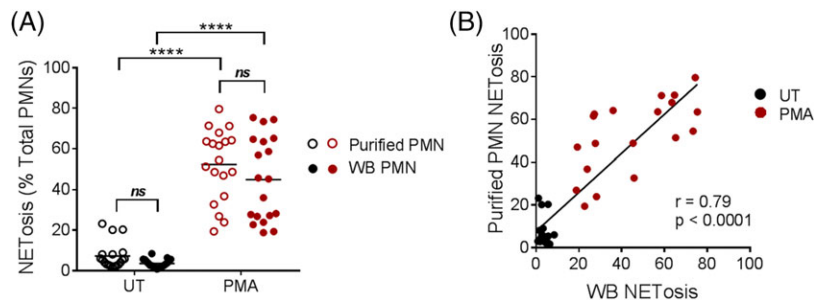 (A)
****
****
ns
ns
NETosis (% Total PMNs)
100
80
60
40
20
0
UT
PMA
Purified PMN
WB PMN
(B)
Purified PMN NETosis
100
80
60
40
20
0
0 20 40 60 80 100
WB NETosis
UT
PMA
r = 0.79
p < 0.0001